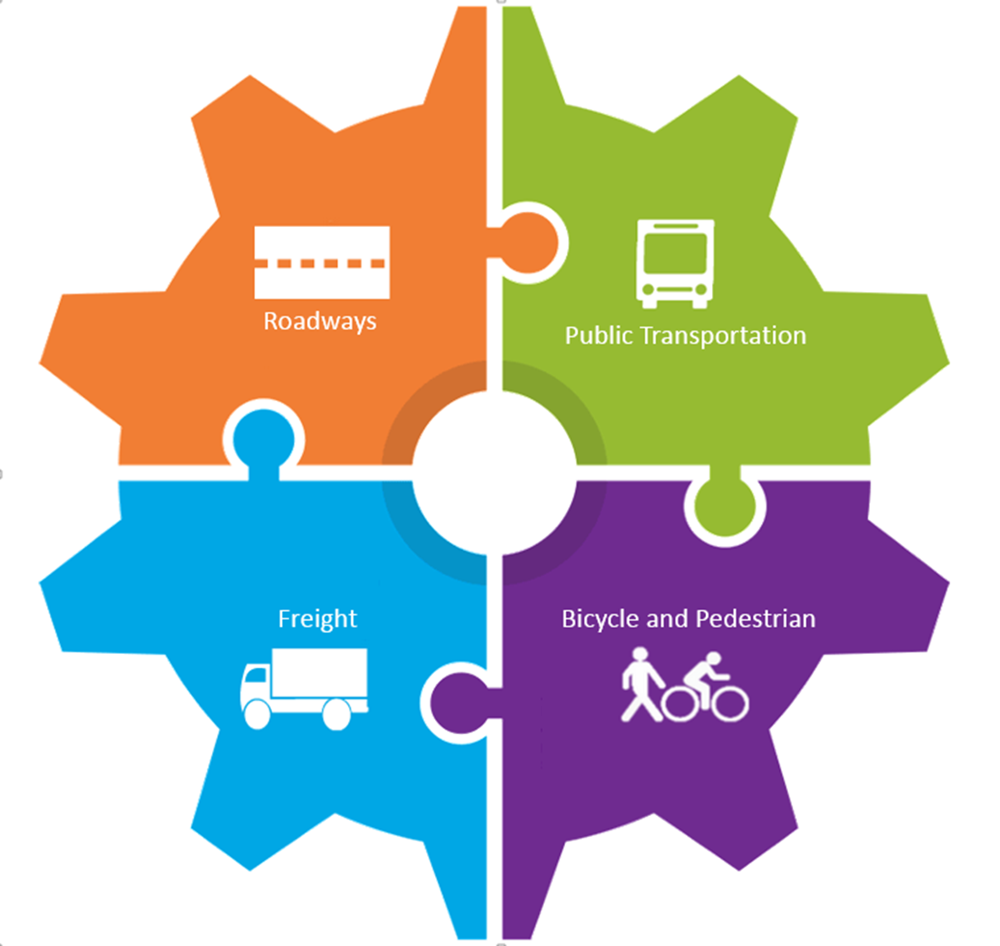 Roadways
Public Transportation
Freight
Bicycle and Pedestrian